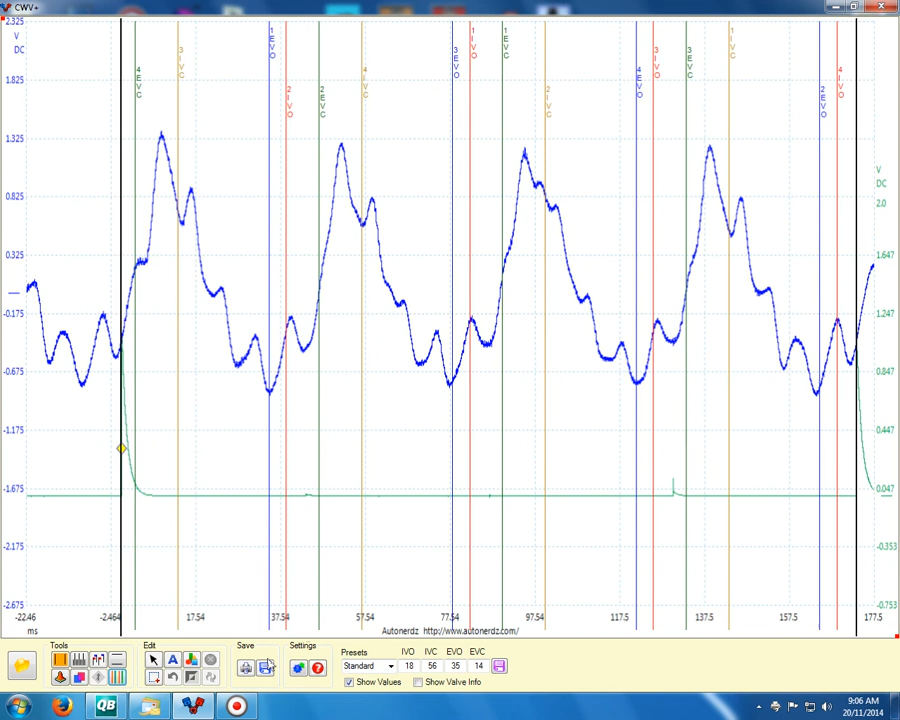 CWV+
2.325
V
DC
1.825
1.325
0.825
0.325
-0.175
-0.675
-1.175
-1.675
-2.175
-2.675
4 EVC
3 IVC
1 EVO
2 IVO
2 EVC
4 IVC
3 EVO
1 IVO
1 EVC
2 IVC
4 EVO
3 IVO
3 EVC
1 IVC
2 EVO
4 IVO
V
DC
2.0
1.647
1.247
0.847
0.447
0.047
-0.353
-0.753
-22.46 -2.464 17.54 37.54 57.54 77.54 97.54 117.5 137.5 157.5 177.5
ms
Autonerdz http://www.autonerdz.com/
Tools Edit Save Settings
Presets IVO IVC EVO EVC
Standard 18 56 35 14
Show Values Show Valve Info
A
?
QB
9:06 AM
20/11/2014